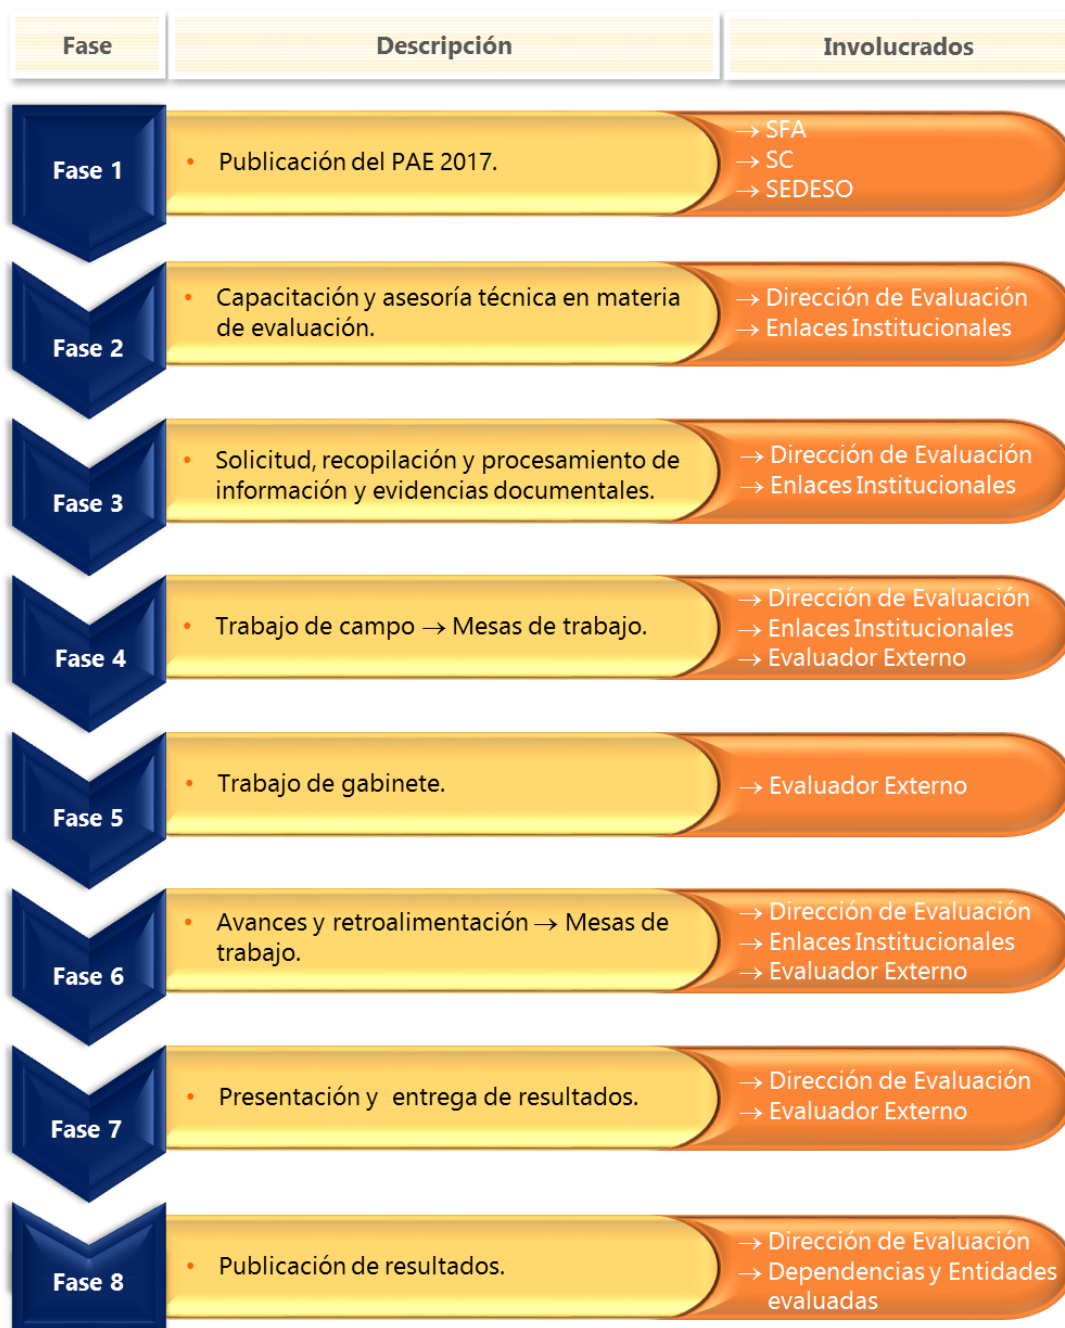 Fase
Descripción
Involucrados
Fase 1
• Publicación del PAE 2017.
→ SFA
→ SC
→ SEDESO
Fase 2
• Capacitación y asesoría técnica en materia
de evaluación.
→ Dirección de Evaluación
→ Enlaces Institucionales
Fase 3
• Solicitud, recopilación y procesamiento de
información y evidencias documentales.
→ Dirección de Evaluación
→ Enlaces Institucionales
Fase 4
• Trabajo de campo → Mesas de trabajo.
→ Dirección de Evaluación
→ Enlaces Institucionales
→ Evaluador Externo
Fase 5
• Trabajo de gabinete.
→ Evaluador Externo
Fase 6
• Avances y retroalimentación → Mesas de
trabajo.
→ Dirección de Evaluación
→ Enlaces Institucionales
→ Evaluador Externo
Fase 7
• Presentación y entrega de resultados.
→ Dirección de Evaluación
→ Evaluador Externo
Fase 8
• Publicación de resultados.
→ Dirección de Evaluación
→ Dependencias y Entidades
evaluadas